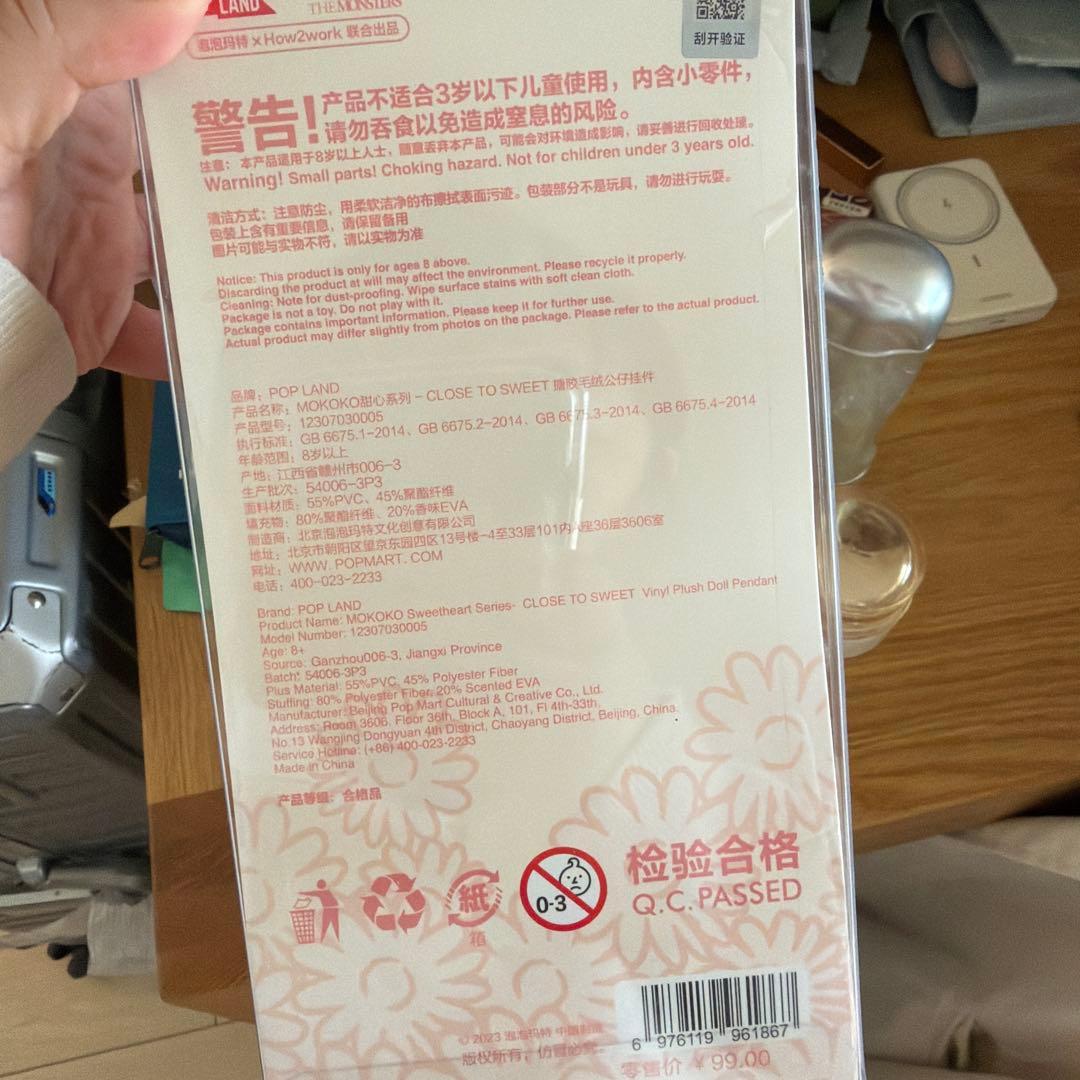 LAND
THE MONSTERS
泡泡玛特×How2work 联合出品
刮开验证
警告!
产品不适合3岁以下儿童使用，内含小零件，
请勿吞食以免造成窒息的风险。
注意：本产品适用于8岁以上人士，随意丢弃本产品，可能会对环境造成影响，请妥善进行回收处理。
Warning! Small parts! Choking hazard. Not for children under 3 years old.
清洁方式：注意防尘，用柔软洁净的布擦拭表面污迹。包装部分不是玩具，请勿进行玩耍。
包装上含有重要信息，请保留备用
图片可能与实物不符，请以实物为准
Notice: This product is only for ages 8 above.
Discarding the product at will may affect the environment. Please recycle it properly.
Cleaning: Note for dust-proofing. Wipe surface stains with soft clean cloth.
Package is not a toy. Do not play with it.
Package contains important information. Please keep it for further use.
Actual product may differ slightly from photos on the package. Please refer to the actual product.
品牌：POP LAND
产品名称：MOKOKO甜心系列 – CLOSE TO SWEET 搪胶毛绒公仔挂件
产品型号：12307030005
执行标准：GB 6675.1–2014、GB 6675.2–2014、GB 6675.3–2014、GB 6675.4–2014
年龄范围：8岁以上
产地：江西省赣州市006-3
生产批次：54006-3P3
面料材质：55%PVC、45%聚酯纤维
填充物：80%聚酯纤维、20%香味EVA
制造商：北京泡泡玛特文化创意有限公司
地址：北京市朝阳区望京东园四区13号楼-4至33层101内A座36层3606室
网址：WWW.POPMART.COM
电话：400-023-2233
Brand: POP LAND
Product Name: MOKOKO Sweetheart Series- CLOSE TO SWEET Vinyl Plush Doll Pendant
Model Number: 12307030005
Age: 8+
Source: Ganzhou006-3, Jiangxi Province
Batch: 54006-3P3
Plus Material: 55%PVC, 45% Polyester Fiber
Stuffing: 80% Polyester Fiber, 20% Scented EVA
Manufacturer: Beijing Pop Mart Cultural & Creative Co., Ltd.
Address: Room 3606, Floor 36th, Block A, 101, Fl 4th-33th,
No.13 Wangjing Dongyuan 4th District, Chaoyang District, Beijing, China.
Service Hotline: (+86) 400-023-2233
Made in China
产品等级：合格品
紙
箱
0-3
检验合格
Q.C. PASSED
6 976119 961867
© 2023 泡泡玛特 中国制造
版权所有，仿冒必究。
零售价 ¥ 99.00